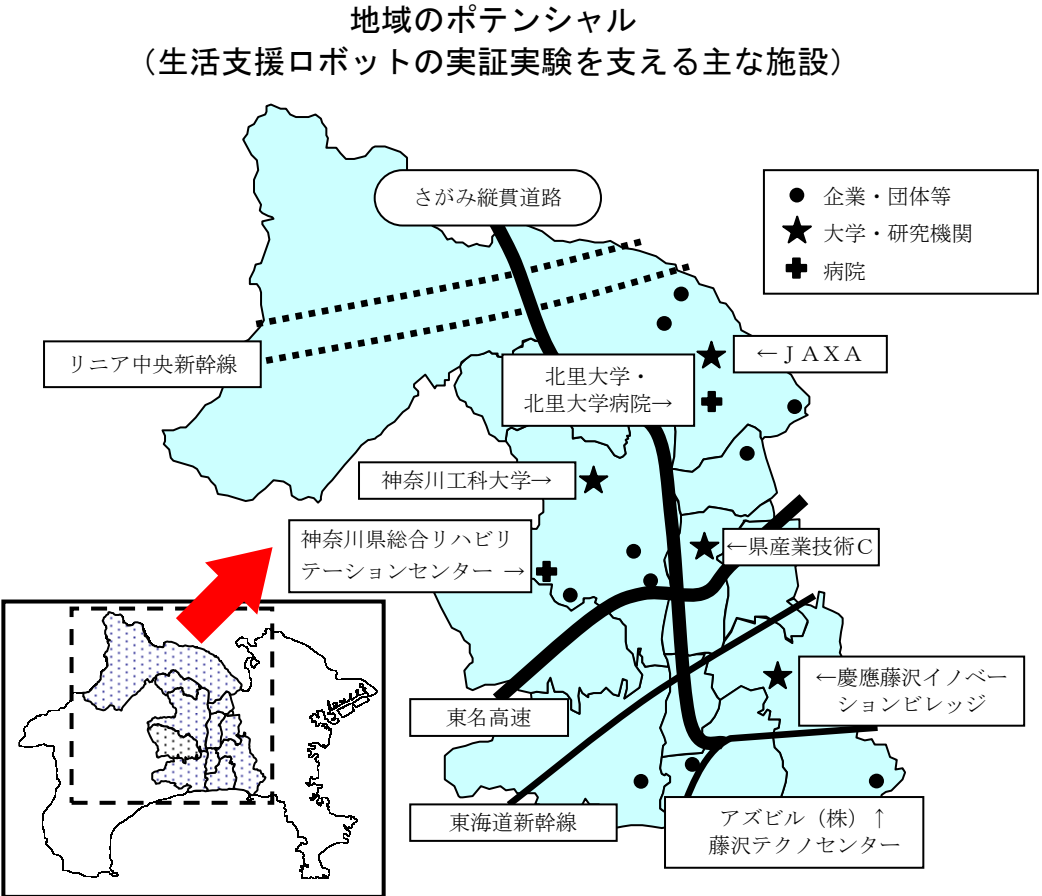 地域のポテンシャル
（生活支援ロボットの実証実験を支える主な施設）
さがみ縦貫道路
企業・団体等
大学・研究機関
病院
リニア中央新幹線
←ＪＡＸＡ
北里大学・
北里大学病院→
神奈川工科大学→
神奈川県総合リハビリ
テーションセンター →
←県産業技術Ｃ
←慶應藤沢イノベー
ションビレッジ
東名高速
東海道新幹線
アズビル（株）↑
藤沢テクノセンター